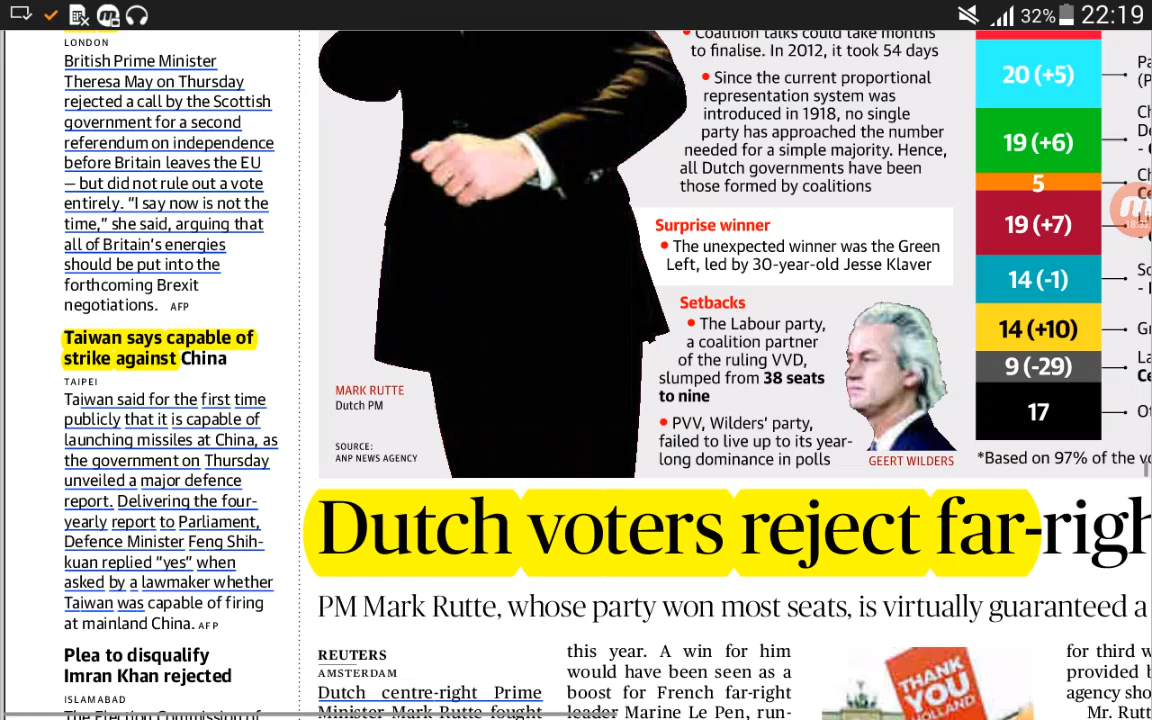 32% 22:19
LONDON
British Prime Minister
Theresa May on Thursday
rejected a call by the Scottish
government for a second
referendum on independence
before Britain leaves the EU
— but did not rule out a vote
entirely. “I say now is not the
time,” she said, arguing that
all of Britain’s energies
should be put into the
forthcoming Brexit
negotiations. AFP
Taiwan says capable of
strike against China
TAIPEI
Taiwan said for the first time
publicly that it is capable of
launching missiles at China, as
the government on Thursday
unveiled a major defence
report. Delivering the four-
yearly report to Parliament,
Defence Minister Feng Shih-
kuan replied “yes” when
asked by a lawmaker whether
Taiwan was capable of firing
at mainland China. AFP
Plea to disqualify
Imran Khan rejected
ISLAMABAD
The Election Commission of
• Coalition talks could take months
to finalise. In 2012, it took 54 days
• Since the current proportional
representation system was
introduced in 1918, no single
party has approached the number
needed for a simple majority. Hence,
all Dutch governments have been
those formed by coalitions
Surprise winner
• The unexpected winner was the Green
Left, led by 30-year-old Jesse Klaver
Setbacks
• The Labour party,
a coalition partner
of the ruling VVD,
slumped from 38 seats
to nine
• PVV, Wilders’ party,
failed to live up to its year-
long dominance in polls
MARK RUTTE
Dutch PM
SOURCE:
ANP NEWS AGENCY
GEERT WILDERS
20 (+5)
19 (+6)
5
19 (+7)
14 (-1)
14 (+10)
9 (-29)
17
*Based on 97% of the vo
Dutch voters reject far-righ
PM Mark Rutte, whose party won most seats, is virtually guaranteed a
REUTERS
AMSTERDAM
Dutch centre-right Prime
Minister Mark Rutte fought
this year. A win for him
would have been seen as a
boost for French far-right
leader Marine Le Pen, run-
THANK
YOU
HOLLAND
for third w
provided b
agency sho
Mr. Rutt